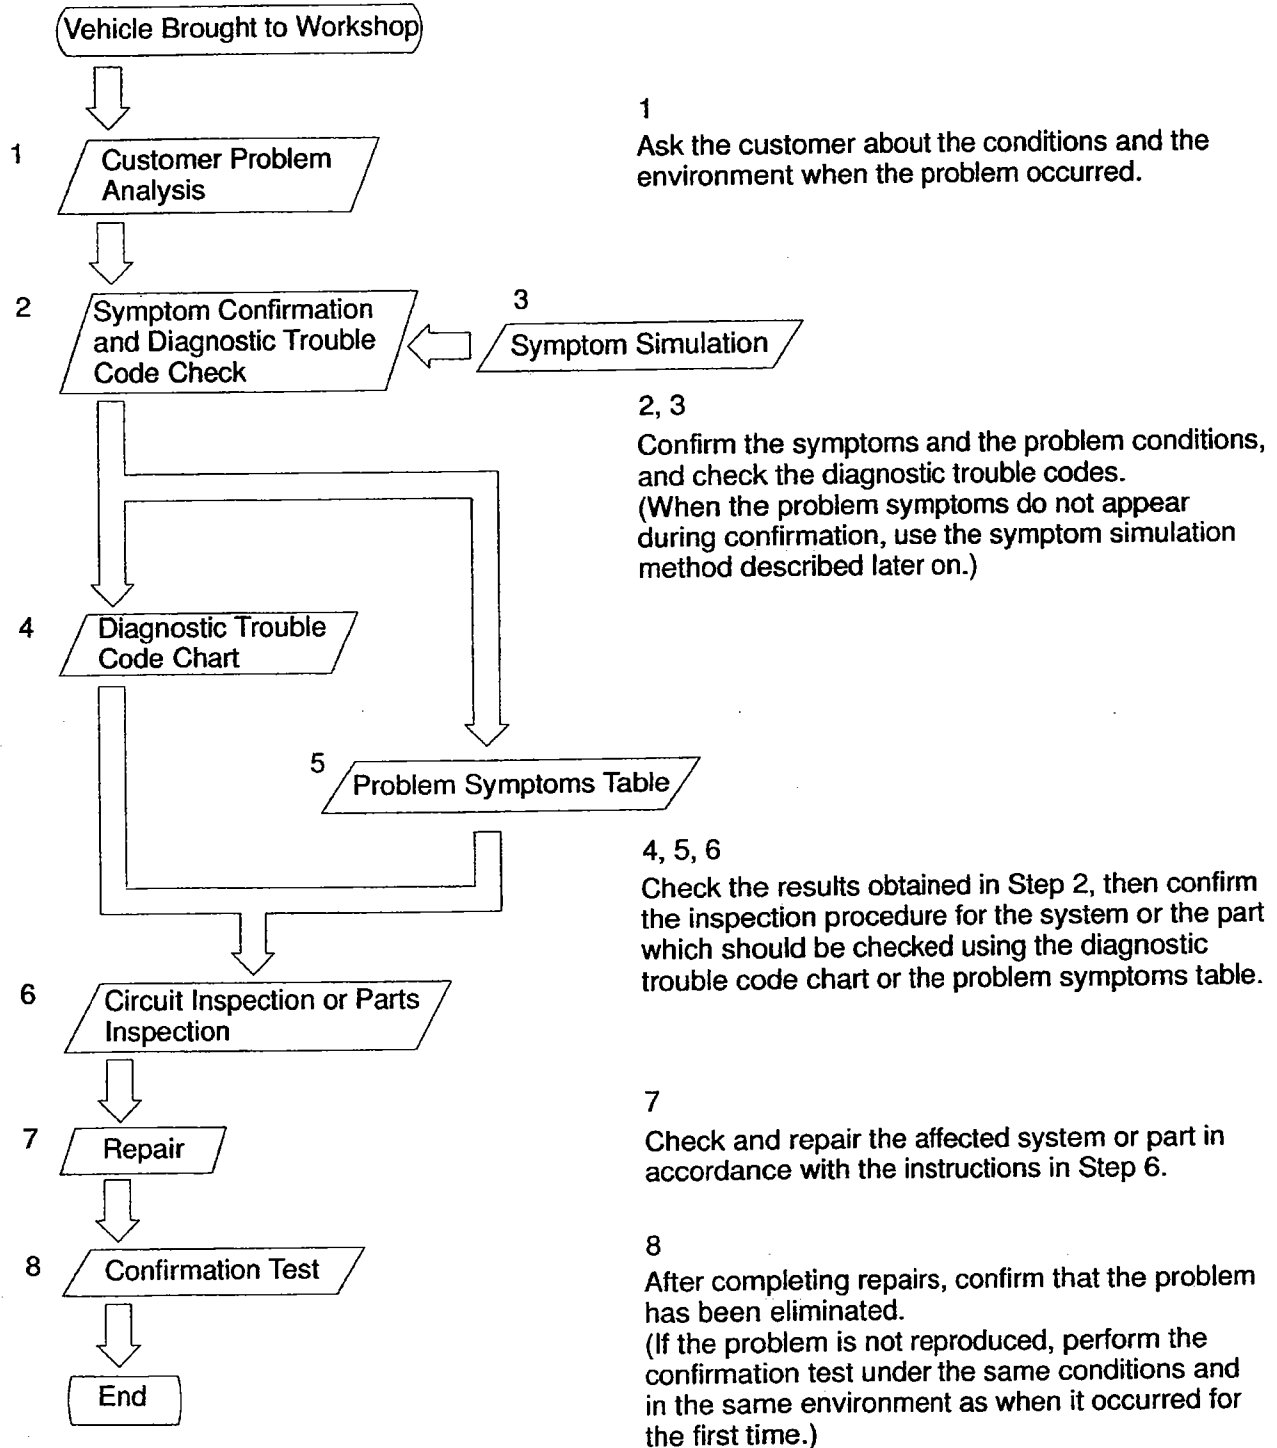 Vehicle Brought to Workshop
1
Customer Problem
Analysis
1
Ask the customer about the conditions and the
environment when the problem occurred.
2
Symptom Confirmation
and Diagnostic Trouble
Code Check
3
Symptom Simulation
2, 3
Confirm the symptoms and the problem conditions,
and check the diagnostic trouble codes.
(When the problem symptoms do not appear
during confirmation, use the symptom simulation
method described later on.)
4
Diagnostic Trouble
Code Chart
5
Problem Symptoms Table
4, 5, 6
Check the results obtained in Step 2, then confirm
the inspection procedure for the system or the part
which should be checked using the diagnostic
trouble code chart or the problem symptoms table.
6
Circuit Inspection or Parts
Inspection
7
Repair
7
Check and repair the affected system or part in
accordance with the instructions in Step 6.
8
Confirmation Test
8
After completing repairs, confirm that the problem
has been eliminated.
(If the problem is not reproduced, perform the
confirmation test under the same conditions and
in the same environment as when it occurred for
the first time.)
End